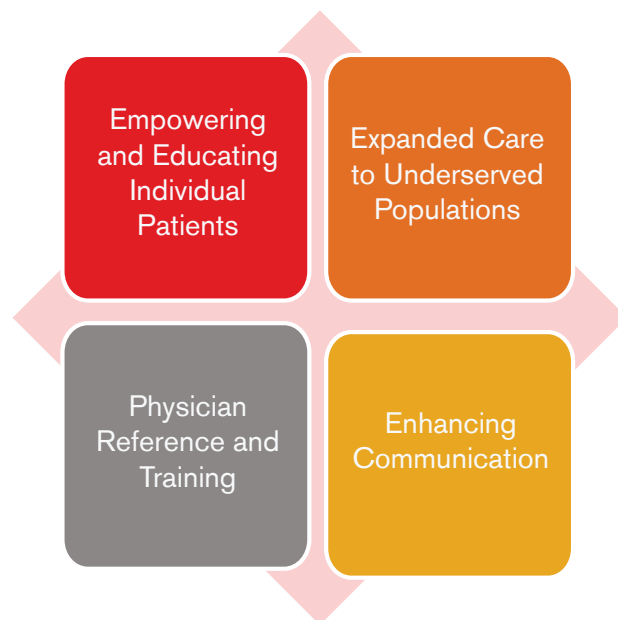 Empowering
and Educating
Individual
Patients
Expanded Care
to Underserved
Populations
Physician
Reference and
Training
Enhancing
Communication